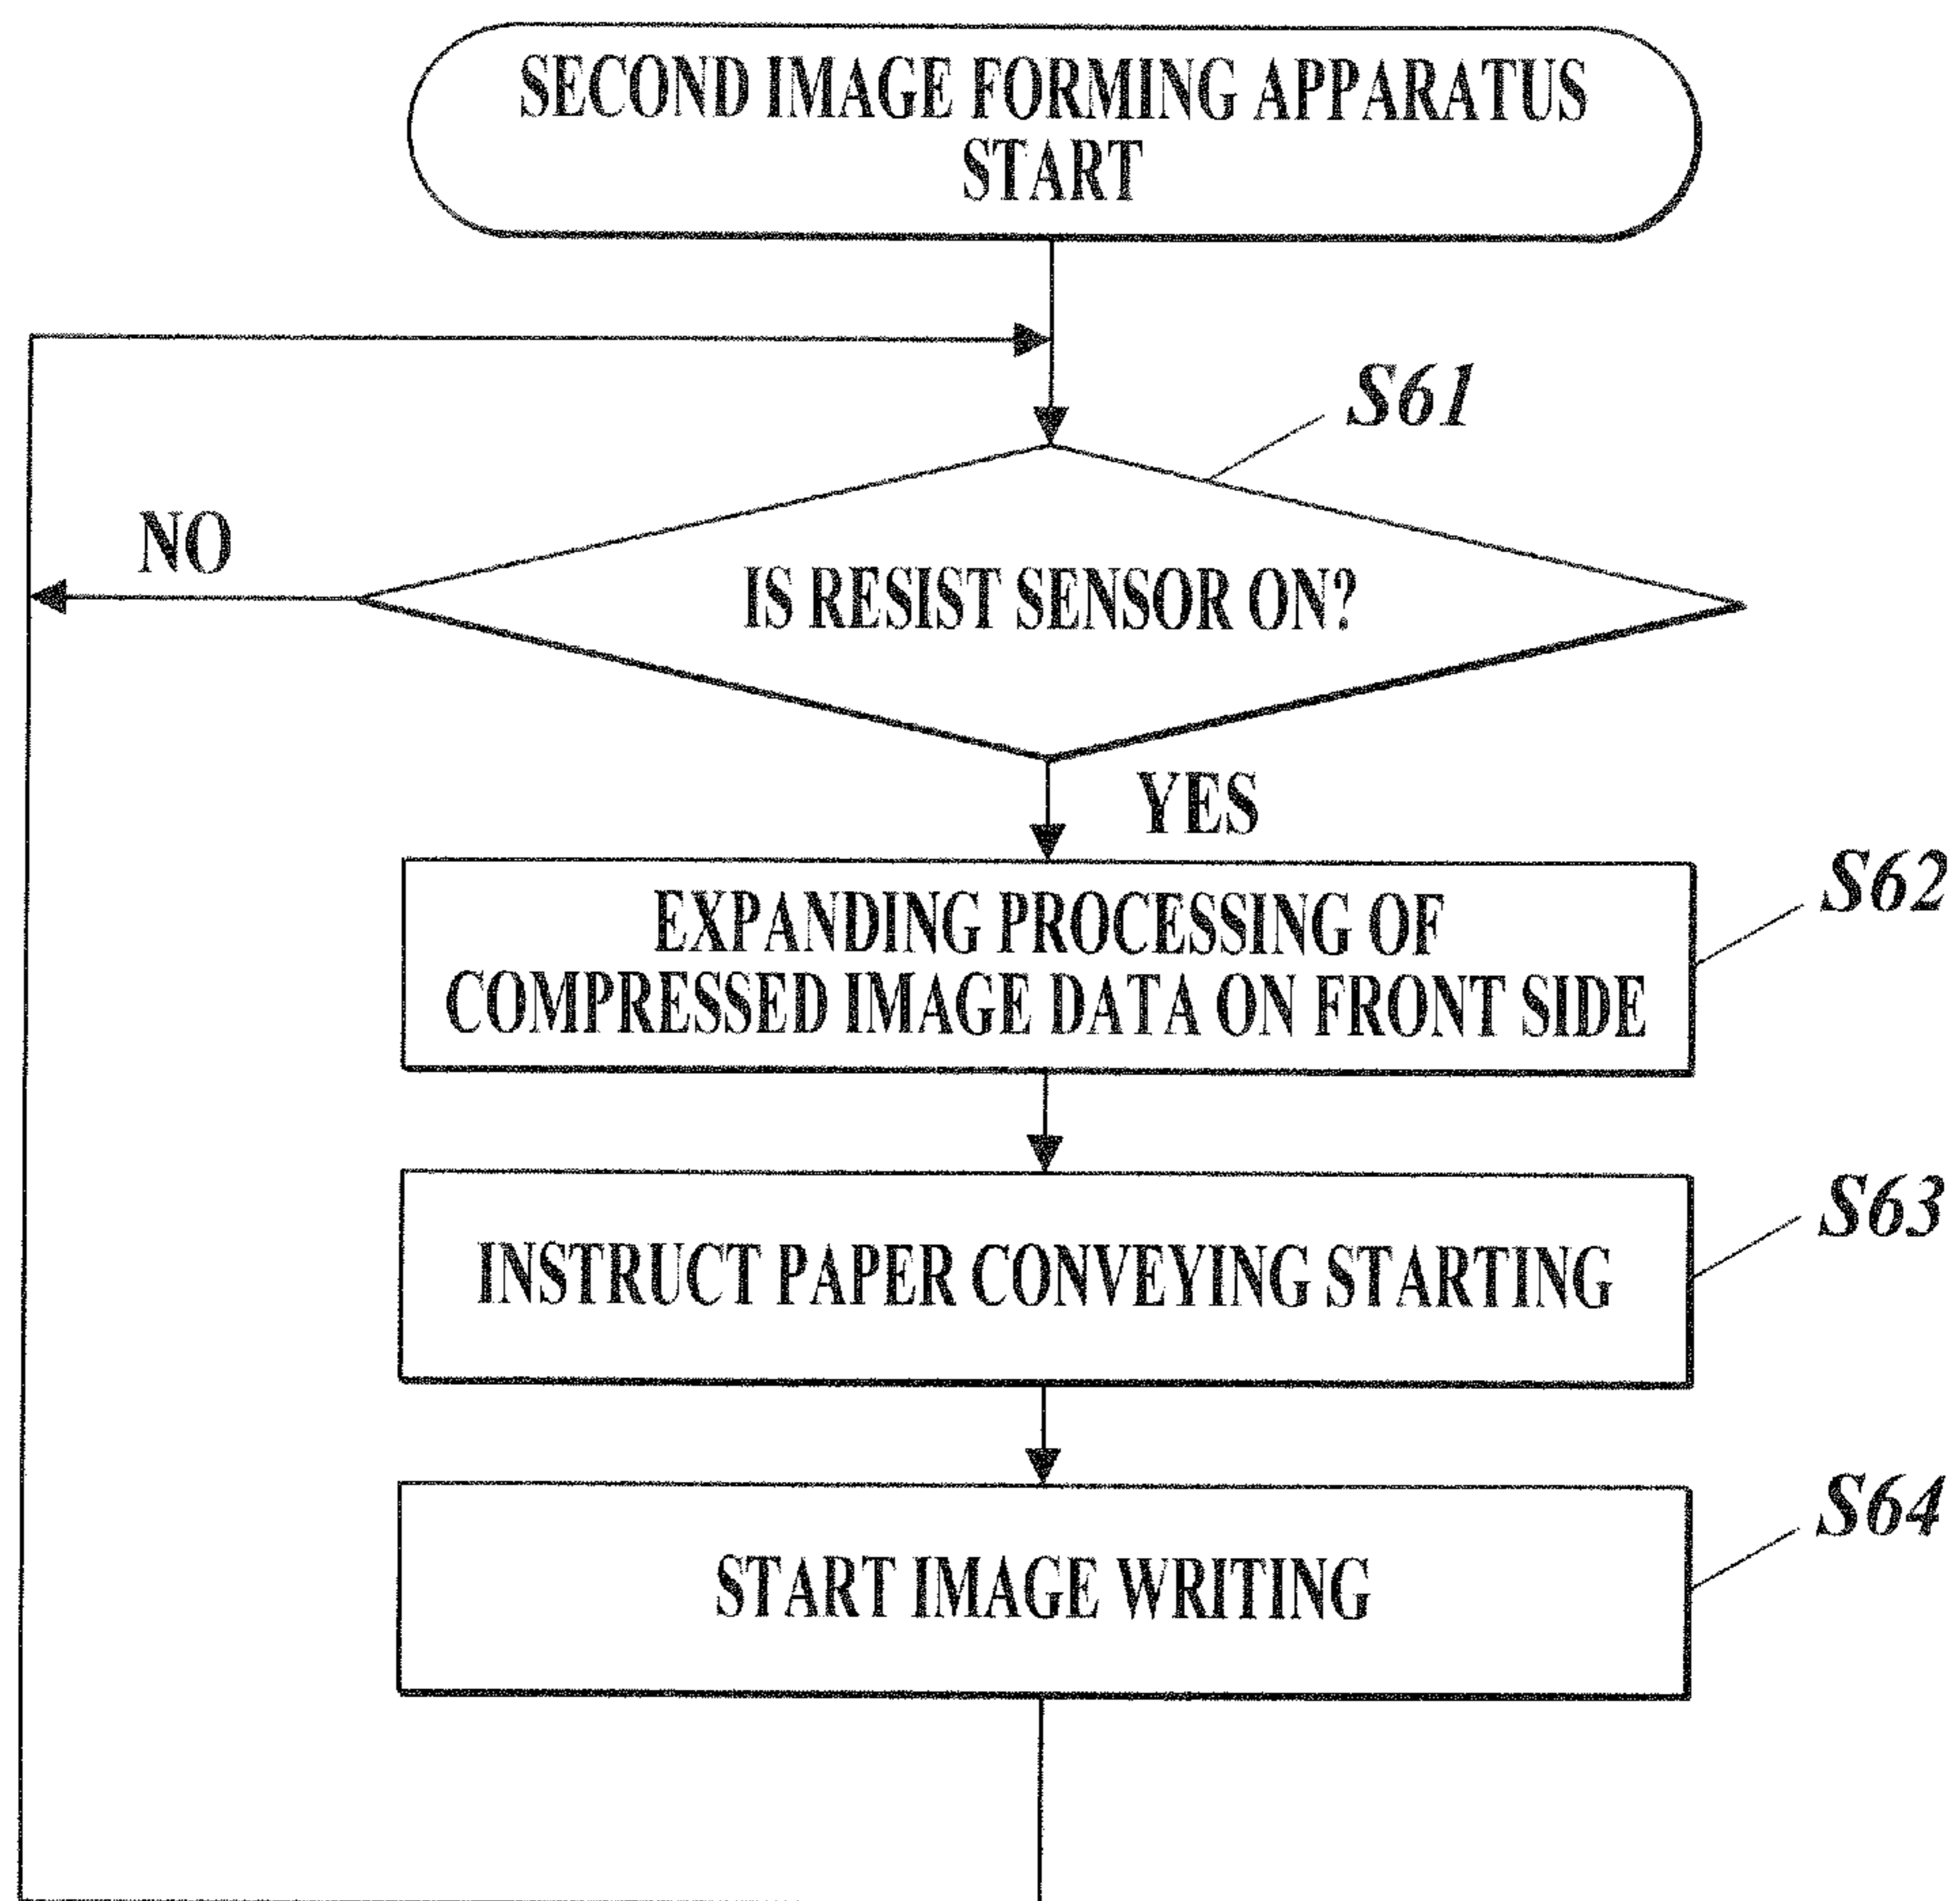 SECOND IMAGE FORMING APPARATUS
START
S61
NO
IS RESIST SENSOR ON?
YES
S62
EXPANDING PROCESSING OF
COMPRESSED IMAGE DATA ON FRONT SIDE
S63
INSTRUCT PAPER CONVEYING STARTING
S64
START IMAGE WRITING